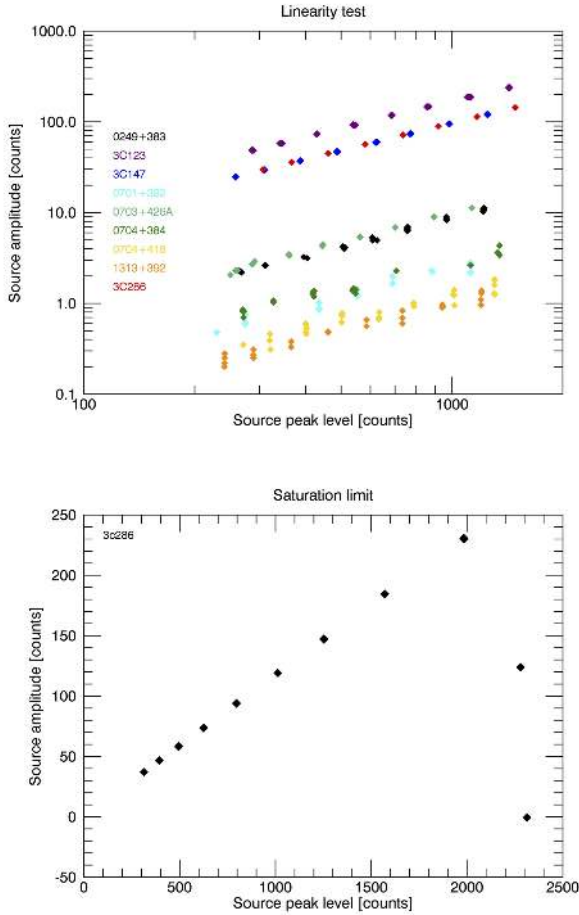 Linearity test
1000.0
100.0
10.0
1.0
0.1
Source amplitude [counts]
0249+383
3C123
3C147
0701+392
0703+426A
0704+384
0704+418
1313+392
3C286
100
1000
Source peak level [counts]
Saturation limit
250
200
150
100
50
0
-50
Source amplitude [counts]
3c286
0
500
1000
1500
2000
2500
Source peak level [counts]